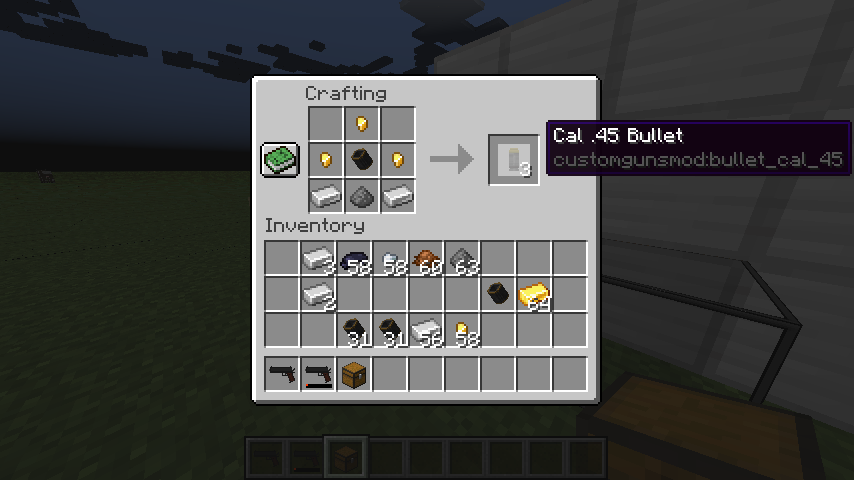 Crafting
Cal .45 Bullet
customgunsmod:bullet_cal_45
3
Inventory
3 58 58 60 63
2 64
31 31 56 58